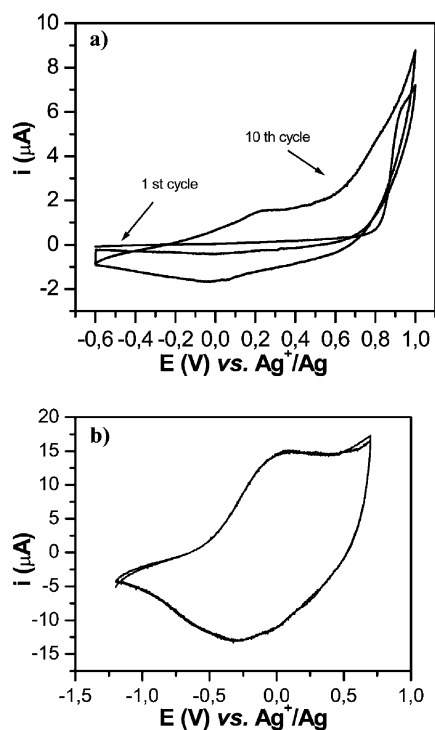 a)
10
8
6
4
2
0
-2
i (µA)
10 th cycle
1 st cycle
-0,6 -0,4 -0,2 0,0 0,2 0,4 0,6 0,8 1,0
E (V) vs. Ag+/Ag
b)
20
15
10
5
0
-5
-10
-15
i (µA)
-1,5 -1,0 -0,5 0,0 0,5 1,0
E (V) vs. Ag+/Ag